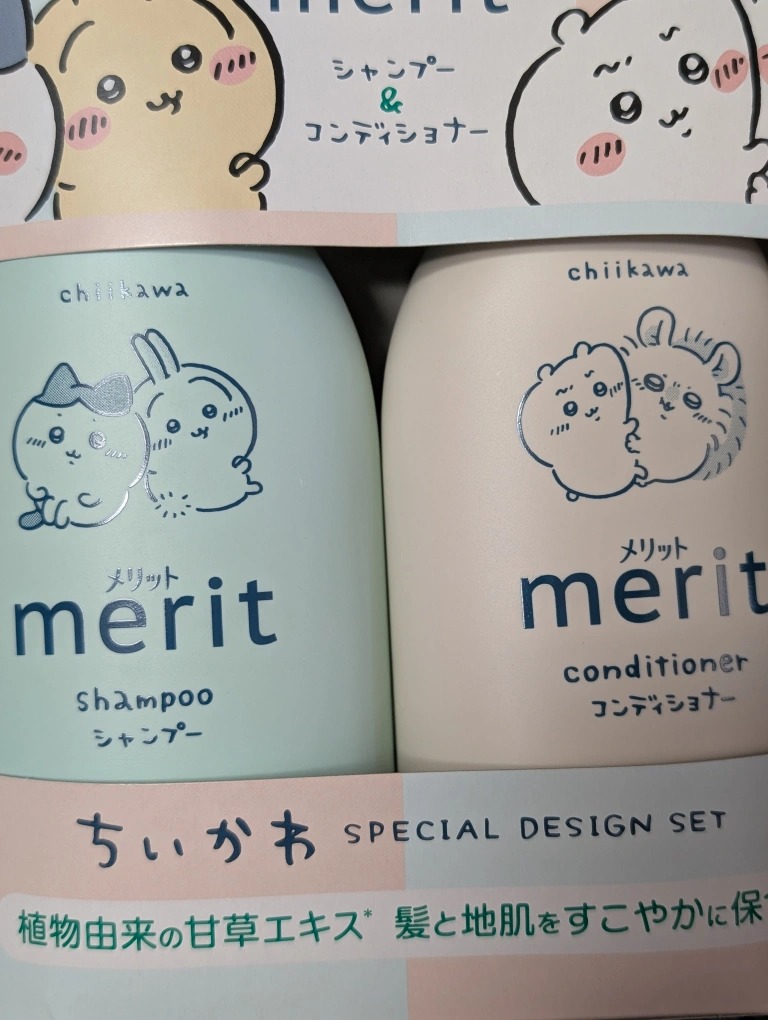 merit
シャンプー
&
コンディショナー
chiikawa
メリット
merit
shampoo
シャンプー
chiikawa
メリット
merit
conditioner
コンディショナー
ちいかわ SPECIAL DESIGN SET
植物由来の甘草エキス* 髪と地肌をすこやかに保